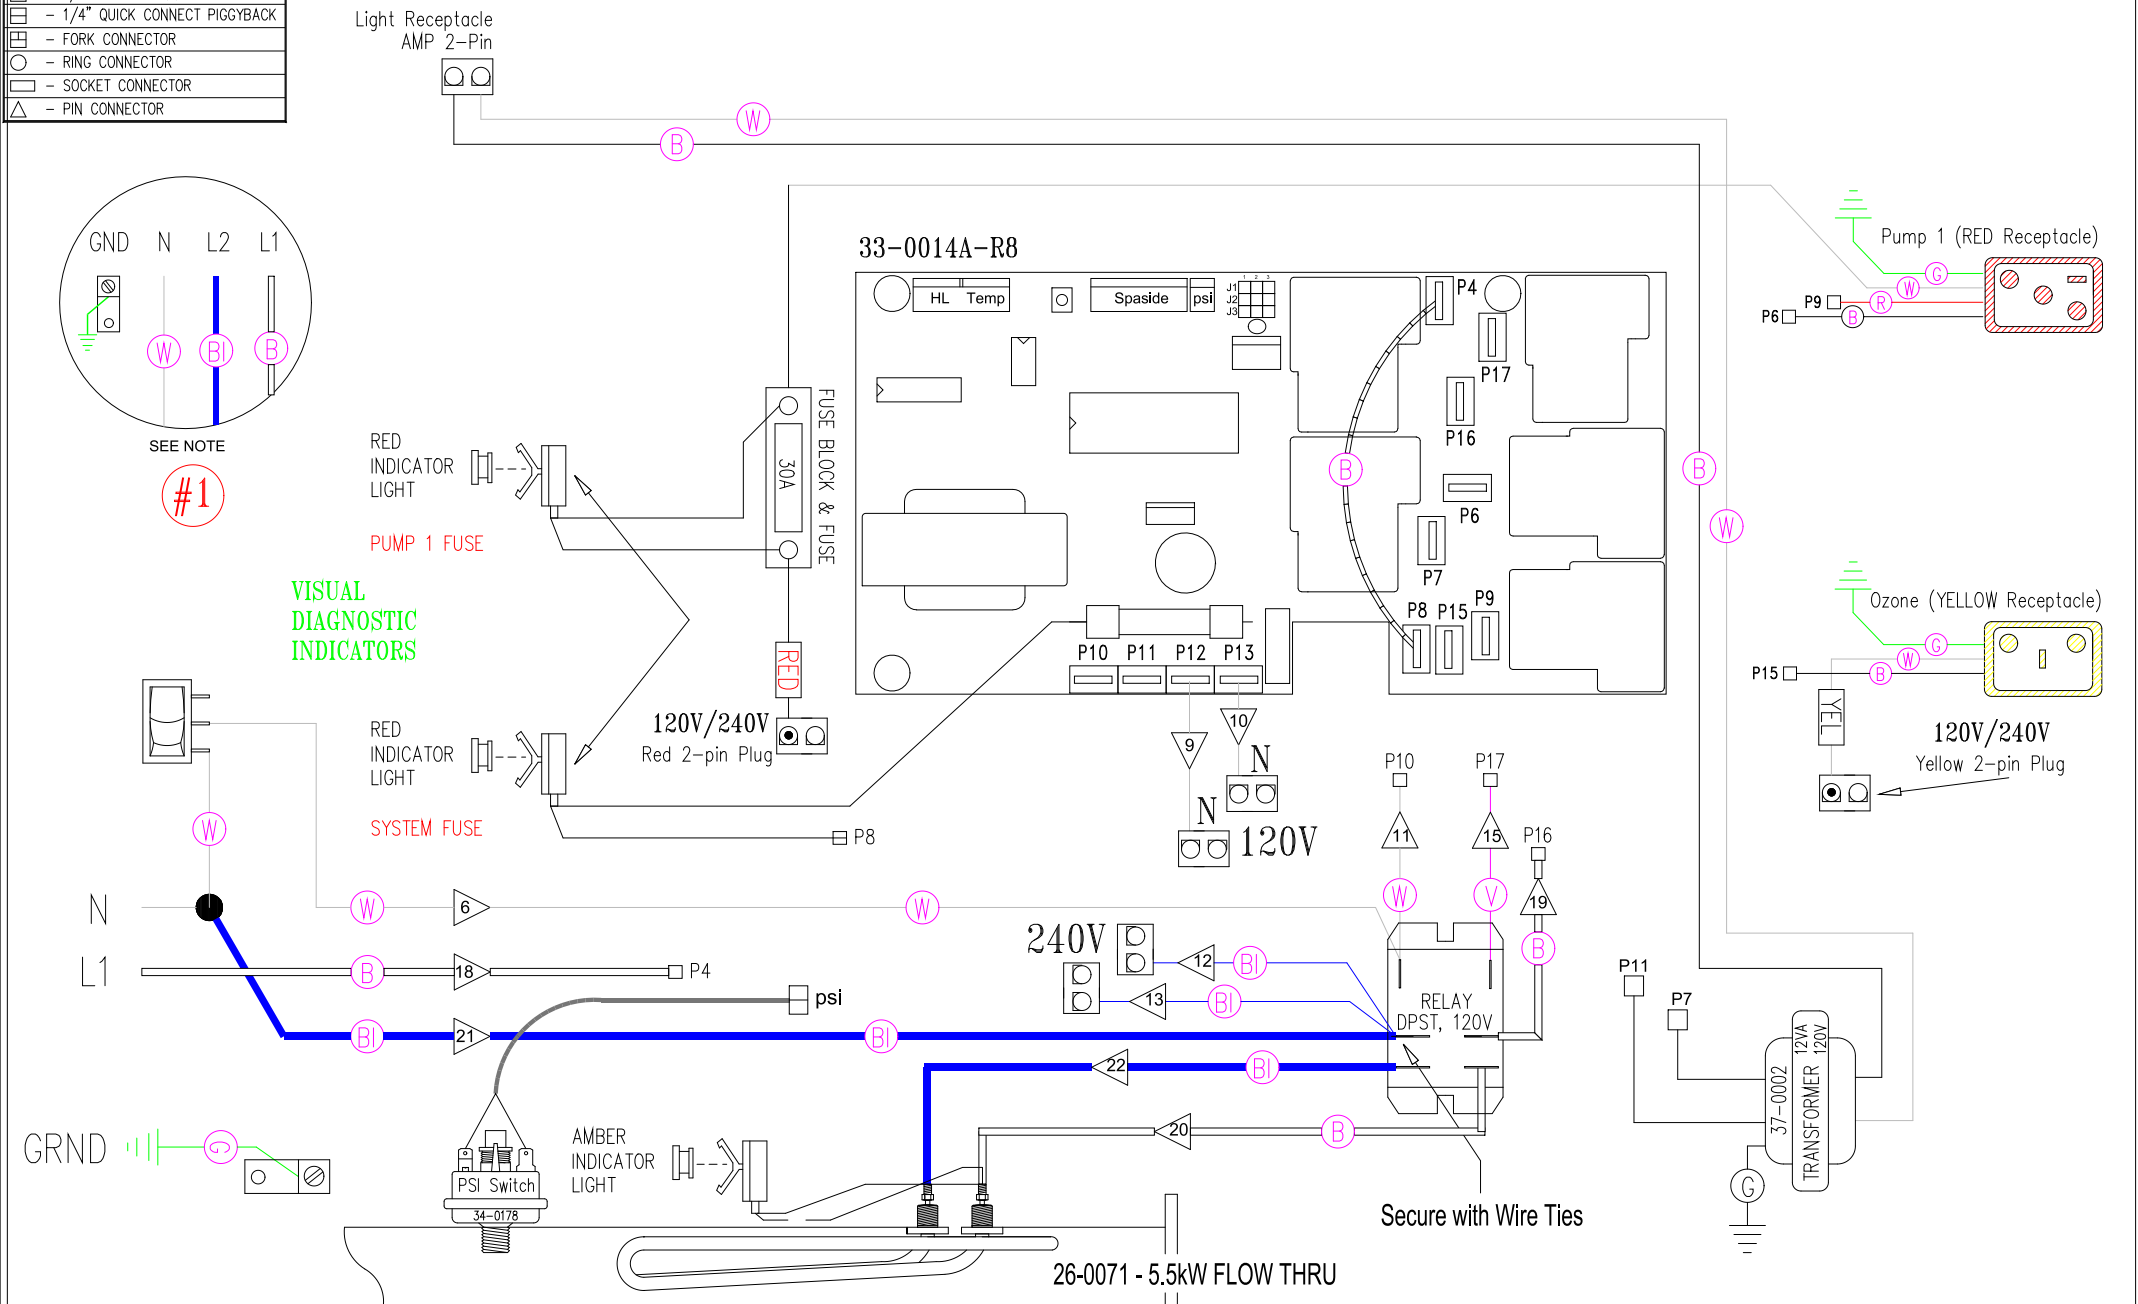 - 1/4" QUICK CONNECT PIGGYBACK
- FORK CONNECTOR
- RING CONNECTOR
- SOCKET CONNECTOR
- PIN CONNECTOR
Light Receptacle
AMP 2-Pin
W
B
GND N L2 L1
W Bl B
SEE NOTE
#1
33-0014A-R8
HL Temp
Spaside
psi
1 2 3
J1
J2
J3
P4
P17
P16
P6
P7
P8 P15 P9
P10 P11 P12 P13
B
B
W
Pump 1 (RED Receptacle)
G
W
P9 R
P6 B
RED
INDICATOR
LIGHT
PUMP 1 FUSE
FUSE BLOCK & FUSE
30A
VISUAL
DIAGNOSTIC
INDICATORS
RED
120V/240V
Red 2-pin Plug
RED
INDICATOR
LIGHT
SYSTEM FUSE
P8
Ozone (YELLOW Receptacle)
G
W
P15 B
YEL
120V/240V
Yellow 2-pin Plug
9
10
N
N
120V
P10
P17
P16
11
15
19
W
V
B
W
N
W 6 W
L1
B 18 P4
psi
Bl 21 Bl
240V
12 Bl
13 Bl
RELAY
DPST, 120V
22 Bl
20 B
P11
P7
37-0002
TRANSFORMER 12VA
120V
G
GRND
G
PSI Switch
34-0178
AMBER
INDICATOR
LIGHT
Secure with Wire Ties
26-0071 - 5.5kW FLOW THRU